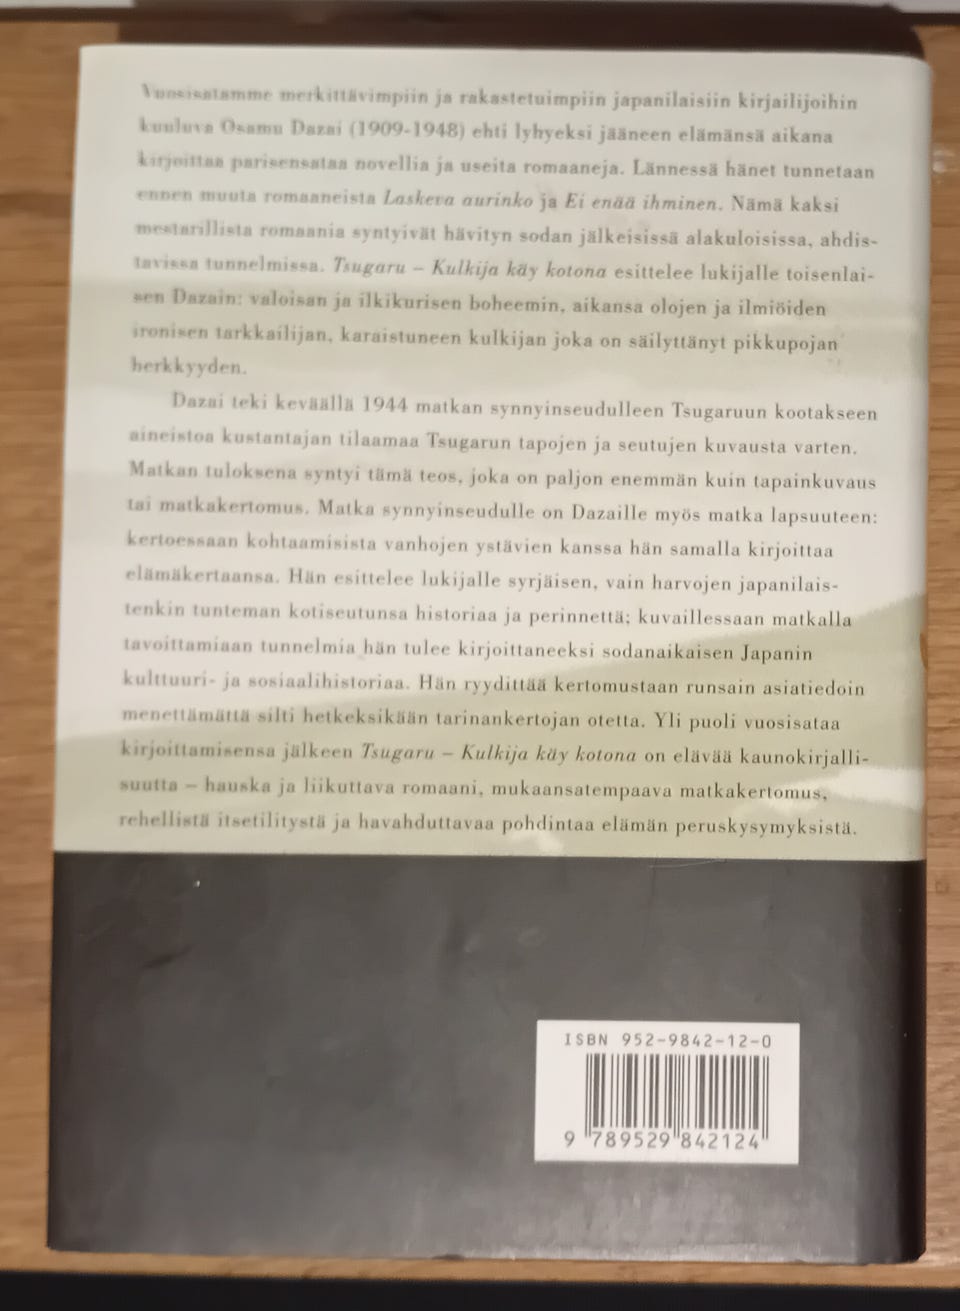 Vuosisatamme merkittävimpiin ja rakastetuimpiin japanilaisiin kirjailijoihin
kuuluva Osamu Dazai (1909-1948) ehti lyhyeksi jääneen elämänsä aikana
kirjoittaa parisensataa novellia ja useita romaaneja. Lännessä hänet tunnetaan
ennen muuta romaaneista Laskeva aurinko ja Ei enää ihminen. Nämä kaksi
mestarillista romaania syntyivät hävityn sodan jälkeisissä alakuloisissa, ahdis-
tavissa tunnelmissa. Tsugaru – Kulkija käy kotona esittelee lukijalle toisenlai-
sen Dazain: valoisan ja ilkikurisen boheemin, aikansa olojen ja ilmiöiden
ironisen tarkkailijan, karaistuneen kulkijan joka on säilyttänyt pikkupojan
herkkyyden.
Dazai teki keväällä 1944 matkan synnyinseudulleen Tsugaruun kootakseen
aineistoa kustantajan tilaamaa Tsugarun tapojen ja seutujen kuvausta varten.
Matkan tuloksena syntyi tämä teos, joka on paljon enemmän kuin tapainkuvaus
tai matkakertomus. Matka synnyinseudulle on Dazaille myös matka lapsuuteen:
kertoessaan kohtaamisista vanhojen ystävien kanssa hän samalla kirjoittaa
elämäkertaansa. Hän esittelee lukijalle syrjäisen, vain harvojen japanilais-
tenkin tunteman kotiseutunsa historiaa ja perinnettä; kuvaillessaan matkalla
tavoittamiaan tunnelmia hän tulee kirjoittaneeksi sodanaikaisen Japanin
kulttuuri- ja sosiaalihistoriaa. Hän ryydittää kertomustaan runsain asiatiedoin
menettämättä silti hetkeksikään tarinankertojan otetta. Yli puoli vuosisataa
kirjoittamisensa jälkeen Tsugaru – Kulkija käy kotona on elävää kaunokirjalli-
suutta – hauska ja liikuttava romaani, mukaansatempaava matkakertomus,
rehellistä itsetilitystä ja havahduttavaa pohdintaa elämän peruskysymyksistä.
ISBN 952-9842-12-0
9 789529 842124